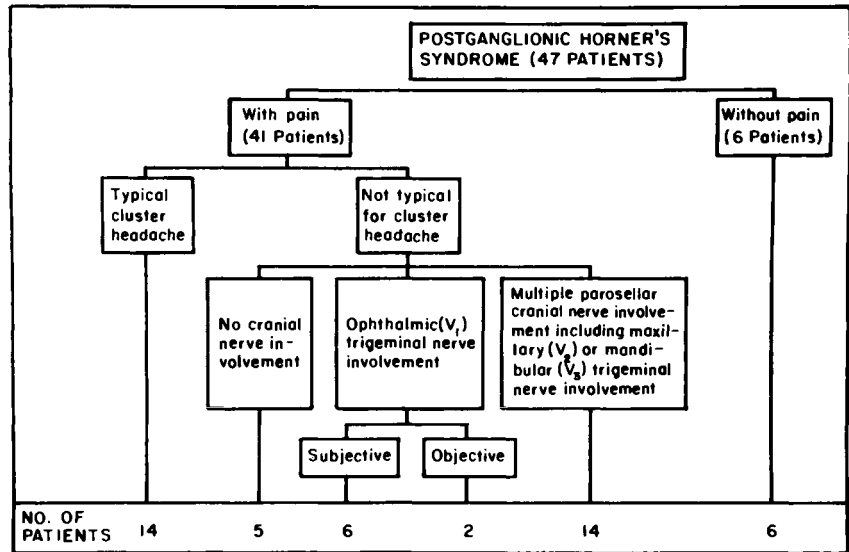 POSTGANGLIONIC HORNER'S
SYNDROME (47 PATIENTS)
With pain
(41 Patients)
Without pain
(6 Patients)
Typical
cluster
headache
Not typical
for cluster
headache
No cranial
nerve in-
volvement
Ophthalmic (V₁)
trigeminal nerve
involvement
Multiple parasellar
cranial nerve involve-
ment including maxil-
lary (V₂) or mandi-
bular (V₃) trigeminal
nerve involvement
Subjective
Objective
NO. OF
PATIENTS 14 5 6 2 14 6